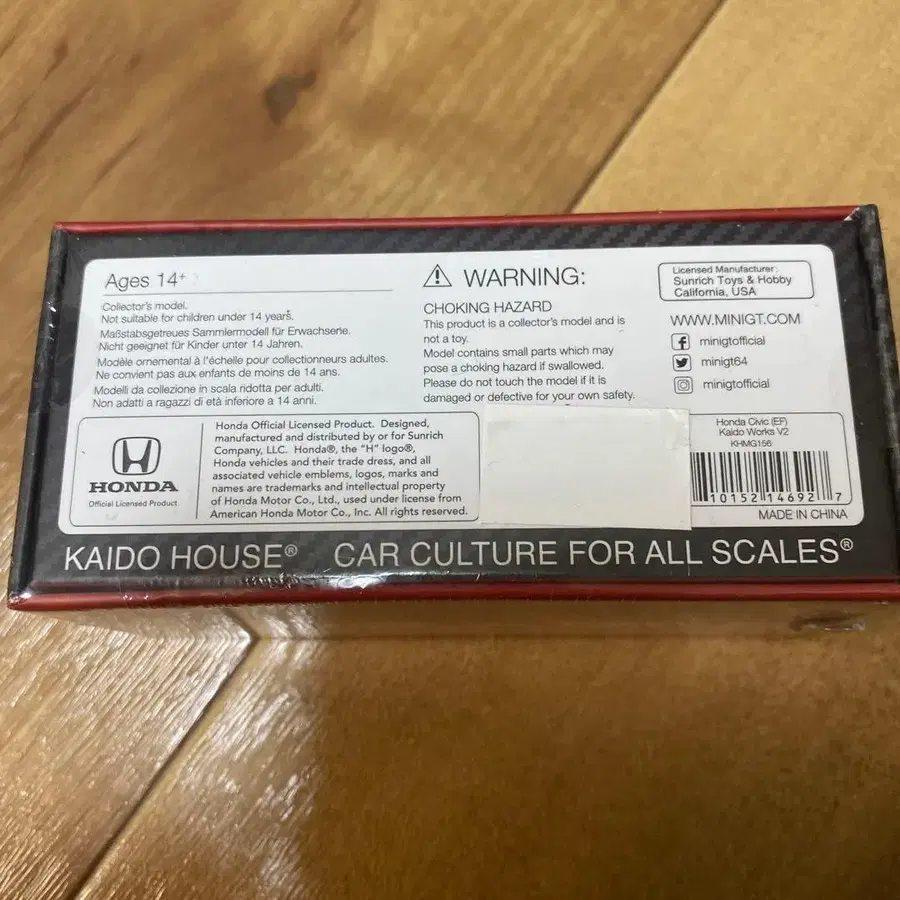 Ages 14+
Collector's model.
Not suitable for children under 14 years.
Maßstabsgetreues Sammlermodell für Erwachsene.
Nicht geeignet für Kinder unter 14 Jahren.
Modèle ornemental à l'échelle pour collectionneurs adultes.
Ne convient pas aux enfants de moins de 14 ans.
Modelli da collezione in scala ridotta per adulti.
Non adatti a ragazzi di età inferiore a 14 anni.
WARNING:
CHOKING HAZARD
This product is a collector's model and is
not a toy.
Model contains small parts which may
pose a choking hazard if swallowed.
Please do not touch the model if it is
damaged or defective for your own safety.
Licensed Manufacturer:
Sunrich Toys & Hobby
California, USA
WWW.MINIGT.COM
minigtofficial
minigt64
minigtofficial
HONDA
Official Licensed Product
Honda Official Licensed Product. Designed,
manufactured and distributed by or for Sunrich
Company, LLC. Honda®, the "H" logo®,
Honda vehicles and their trade dress, and all
associated vehicle emblems, logos, marks and
names are trademarks and intellectual property
of Honda Motor Co., Ltd., used under license from
American Honda Motor Co., Inc. All rights reserved.
Honda Civic (EF)
Kaido Works V2
KHMG156
10152 14692 7
MADE IN CHINA
KAIDO HOUSE® CAR CULTURE FOR ALL SCALES®